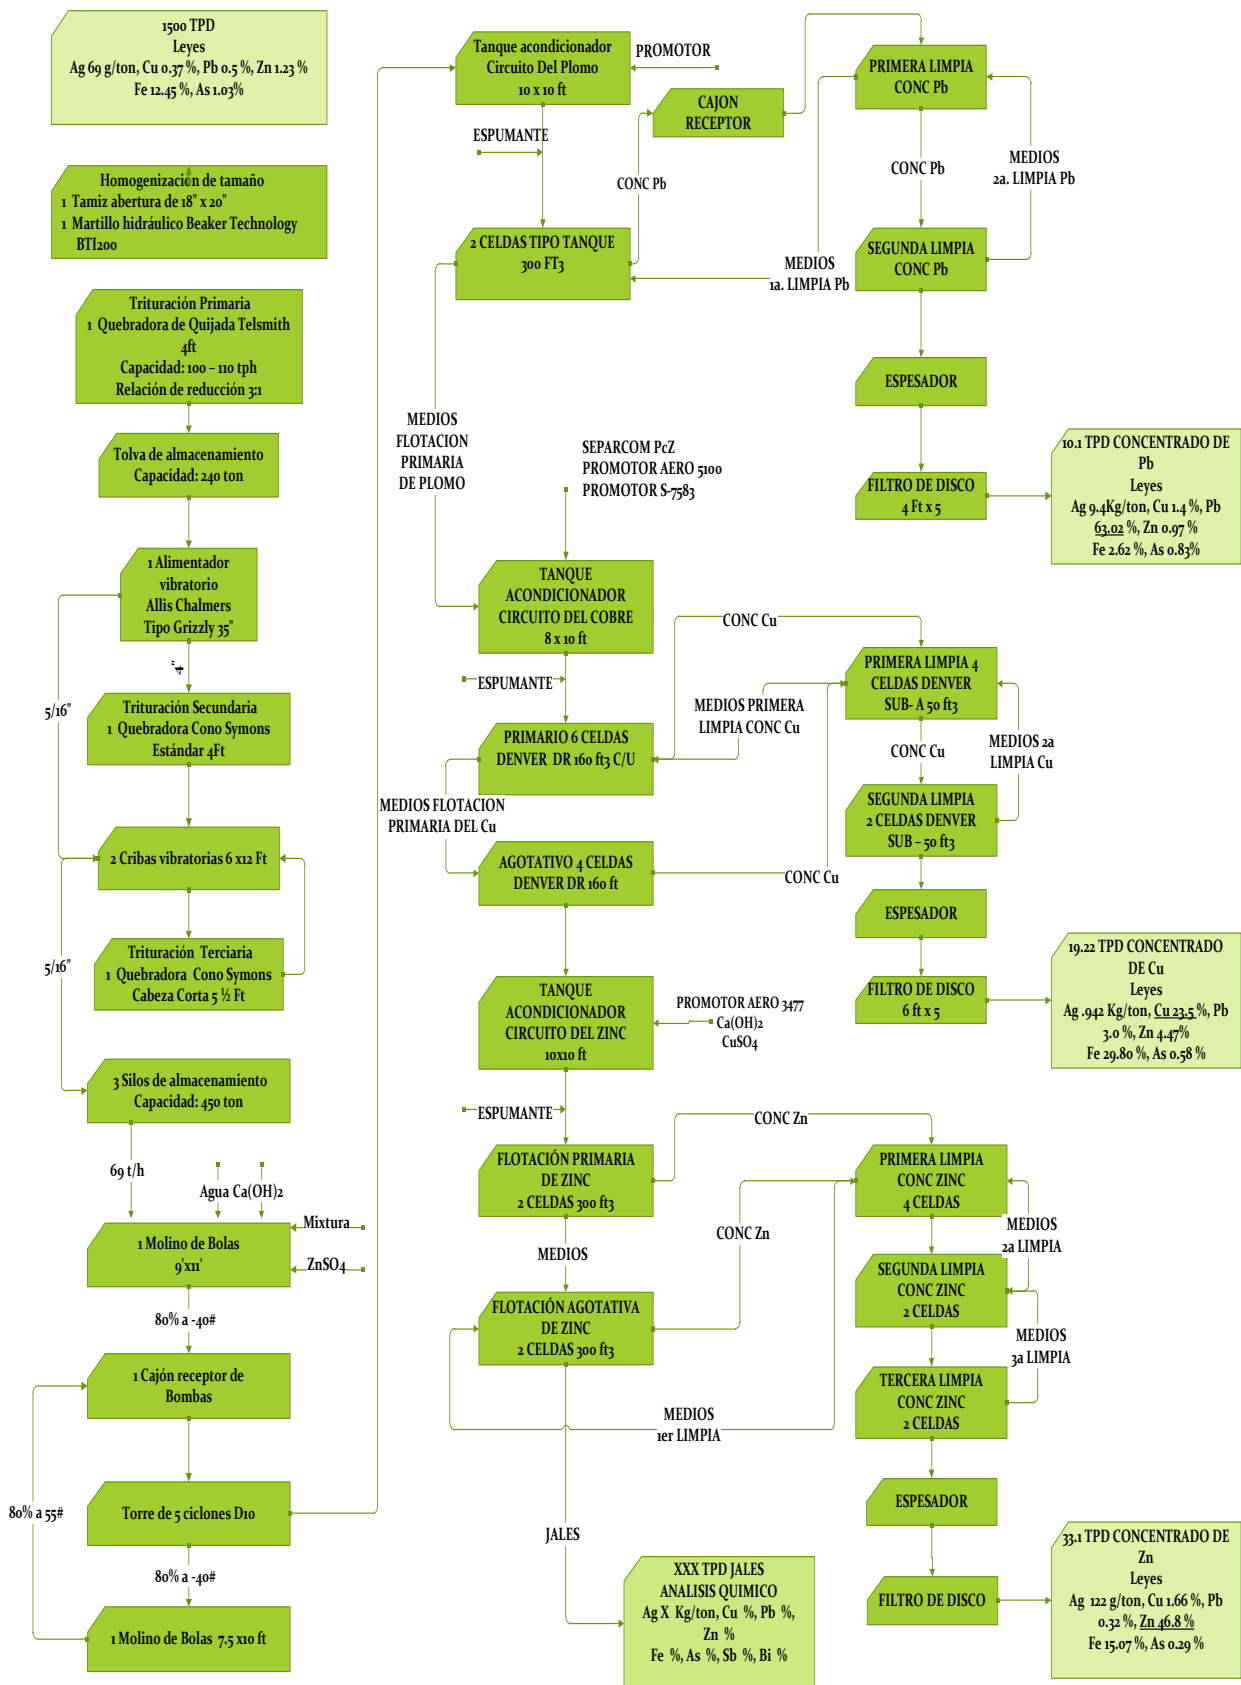 1500 TPD
Leyes
Ag 69 g/ton, Cu 0.37 %, Pb 0.5 %, Zn 1.23 %
Fe 12.45 %, As 1.03%
Homogenización de tamaño
1 Tamiz abertura de 18" x 20"
1 Martillo hidráulico Beaker Technology
BTI200
Trituración Primaria
1 Quebradora de Quijada Telsmith
4ft
Capacidad: 100 – 110 tph
Relación de reducción 3:1
Tolva de almacenamiento
Capacidad: 240 ton
1 Alimentador
vibratorio
Allis Chalmers
Tipo Grizzly 35"
4"
5/16"
Trituración Secundaria
1 Quebradora Cono Symons
Estándar 4Ft
2 Cribas vibratorias 6 x12 Ft
Trituración Terciaria
1 Quebradora Cono Symons
Cabeza Corta 5 ½ Ft
5/16"
3 Silos de almacenamiento
Capacidad: 450 ton
69 t/h
Agua Ca(OH)2
Mixtura
1 Molino de Bolas
9'x11'
ZnSO4
80% a -40#
1 Cajón receptor de
Bombas
Torre de 5 ciclones D10
80% a 55#
80% a -40#
1 Molino de Bolas 7.5 x10 ft
Tanque acondicionador
Circuito Del Plomo
10 x 10 ft
PROMOTOR
ESPUMANTE
CAJON
RECEPTOR
CONC Pb
2 CELDAS TIPO TANQUE
300 FT3
PRIMERA LIMPIA
CONC Pb
CONC Pb
MEDIOS
2a. LIMPIA Pb
MEDIOS
1a. LIMPIA Pb
SEGUNDA LIMPIA
CONC Pb
ESPESADOR
FILTRO DE DISCO
4 Ft x 5
10.1 TPD CONCENTRADO DE
Pb
Leyes
Ag 9.4Kg/ton, Cu 1.4 %, Pb
63.02 %, Zn 0.97 %
Fe 2.62 %, As 0.83%
MEDIOS
FLOTACION
PRIMARIA
DE PLOMO
SEPARCOM PcZ
PROMOTOR AERO 5100
PROMOTOR S-7583
TANQUE
ACONDICIONADOR
CIRCUITO DEL COBRE
8 x 10 ft
ESPUMANTE
CONC Cu
MEDIOS PRIMERA
LIMPIA CONC Cu
PRIMARIO 6 CELDAS
DENVER DR 160 ft3 C/U
MEDIOS FLOTACION
PRIMARIA DEL Cu
AGOTATIVO 4 CELDAS
DENVER DR 160 ft
CONC Cu
PRIMERA LIMPIA 4
CELDAS DENVER
SUB- A 50 ft3
CONC Cu
MEDIOS 2a
LIMPIA Cu
SEGUNDA LIMPIA
2 CELDAS DENVER
SUB – 50 ft3
ESPESADOR
FILTRO DE DISCO
6 ft x 5
19.22 TPD CONCENTRADO
DE Cu
Leyes
Ag .942 Kg/ton, Cu 23.5 %, Pb
3.0 %, Zn 4.47%
Fe 29.80 %, As 0.58 %
TANQUE
ACONDICIONADOR
CIRCUITO DEL ZINC
10x10 ft
PROMOTOR AERO 3477
Ca(OH)2
CuSO4
ESPUMANTE
CONC Zn
FLOTACIÓN PRIMARIA
DE ZINC
2 CELDAS 300 ft3
MEDIOS
CONC Zn
FLOTACIÓN AGOTATIVA
DE ZINC
2 CELDAS 300 ft3
MEDIOS
1er LIMPIA
PRIMERA LIMPIA
CONC ZINC
4 CELDAS
MEDIOS
2a LIMPIA
SEGUNDA LIMPIA
CONC ZINC
2 CELDAS
MEDIOS
3a LIMPIA
TERCERA LIMPIA
CONC ZINC
2 CELDAS
ESPESADOR
FILTRO DE DISCO
33.1 TPD CONCENTRADO DE
Zn
Leyes
Ag 122 g/ton, Cu 1.66 %, Pb
0.32 %, Zn 46.8 %
Fe 15.07 %, As 0.29 %
JALES
XXX TPD JALES
ANALISIS QUIMICO
Ag X Kg/ton, Cu %, Pb %,
Zn %
Fe %, As %, Sb %, Bi %